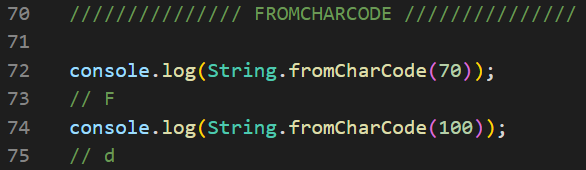 70 /////////////// FROMCHARCODE ///////////////
71
72 console.log(String.fromCharCode(70));
73 // F
74 console.log(String.fromCharCode(100));
75 // d